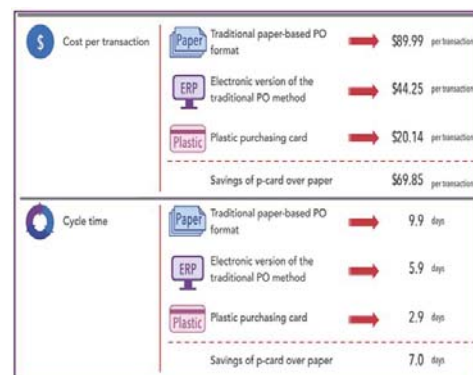 $
Cost per transaction
Paper
Traditional paper-based PO
format
$89.99 per transaction
ERP
Electronic version of the
traditional PO method
$44.25 per transaction
Plastic
Plastic purchasing card
$20.14 per transaction
Savings of p-card over paper
$69.85 per transaction
Cycle time
Paper
Traditional paper-based PO
format
9.9 days
ERP
Electronic version of the
traditional PO method
5.9 days
Plastic
Plastic purchasing card
2.9 days
Savings of p-card over paper
7.0 days